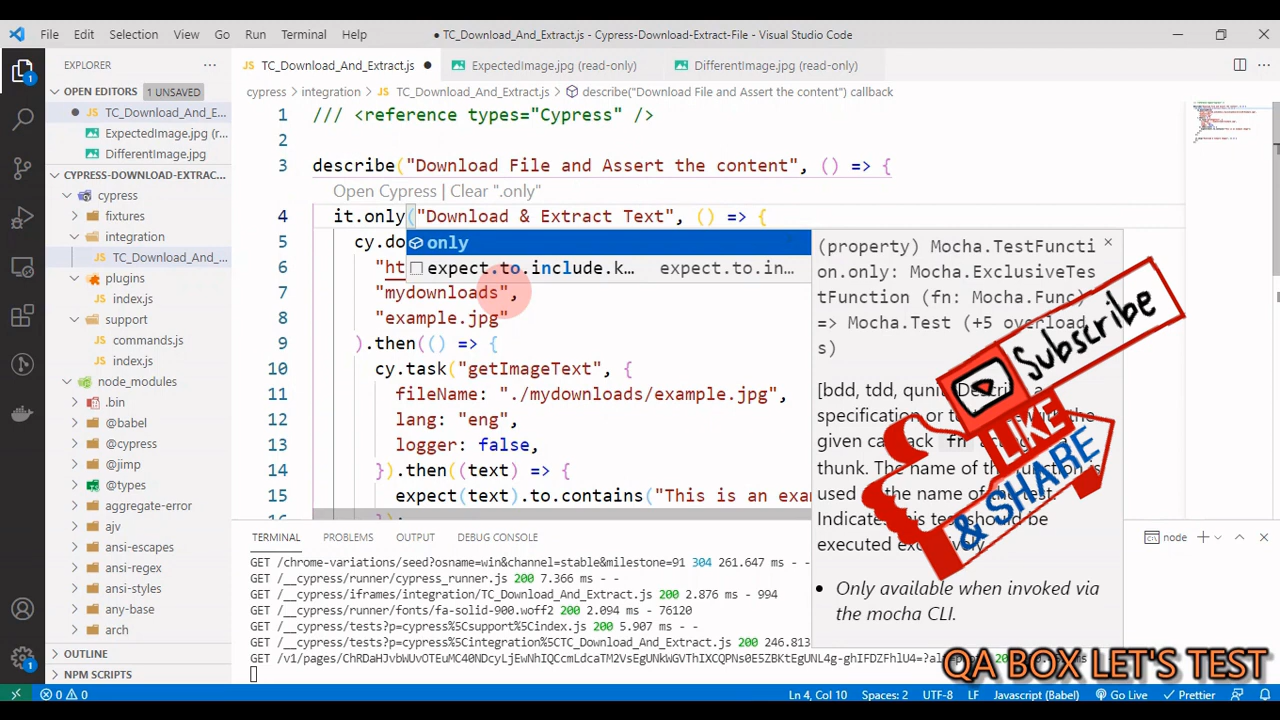 File Edit Selection View Go Run Terminal Help
● TC_Download_And_Extract.js - Cypress-Download-Extract-File - Visual Studio Code
EXPLORER
OPEN EDITORS 1 UNSAVED
TC_Download_And_E...
ExpectedImage.jpg (r...
DifferentImage.jpg
CYPRESS-DOWNLOAD-EXTRAC...
cypress
fixtures
integration
TC_Download_And_...
plugins
index.js
support
commands.js
index.js
node_modules
.bin
@babel
@cypress
@jimp
@types
aggregate-error
ajv
ansi-escapes
ansi-regex
ansi-styles
any-base
arch
OUTLINE
NPM SCRIPTS
TC_Download_And_Extract.js ● ExpectedImage.jpg (read-only) DifferentImage.jpg (read-only)
cypress > integration > TC_Download_And_Extract.js > describe("Download File and Assert the content") callback
1 /// <reference types="Cypress" />
2
3 describe("Download File and Assert the content", () => {
Open Cypress | Clear ".only"
4 it.only("Download & Extract Text", () => {
5 cy.do
6 "ht
7 "mydownloads",
8 "example.jpg"
9 ).then(() => {
10 cy.task("getImageText", {
11 fileName: "./mydownloads/example.jpg",
12 lang: "eng",
13 logger: false,
14 }).then((text) => {
15 expect(text).to.contains("This is an exa
16 });
only
expect.to.include.k... expect.to.in...
(property) Mocha.TestFuncti
on.only: Mocha.ExclusiveTes
tFunction (fn: Mocha.Func)
=> Mocha.Test (+5 overload
s)
[bdd, tdd, qunit
specification or
given callback fn
thunk. The name of
used
Indicates this test should be
executed
• Only available when invoked via
the mocha CLI.
Subscribe
LIKE
& SHARE
TERMINAL PROBLEMS OUTPUT DEBUG CONSOLE
node
GET /chrome-variations/seed?osname=win&channel=stable&milestone=91 304 261.647 ms - -
GET /__cypress/runner/cypress_runner.js 200 7.366 ms - -
GET /__cypress/iframes/integration/TC_Download_And_Extract.js 200 2.876 ms - 994
GET /__cypress/runner/fonts/fa-solid-900.woff2 200 2.094 ms - 76120
GET /__cypress/tests?p=cypress%5Csupport%5Cindex.js 200 5.907 ms - -
GET /__cypress/tests?p=cypress%5Cintegration%5CTC_Download_And_Extract.js 200 246.813
QA BOX LET'S TEST
0 0 Ln 4, Col 10 Spaces: 2 UTF-8 LF Javascript (Babel) Go Live Prettier